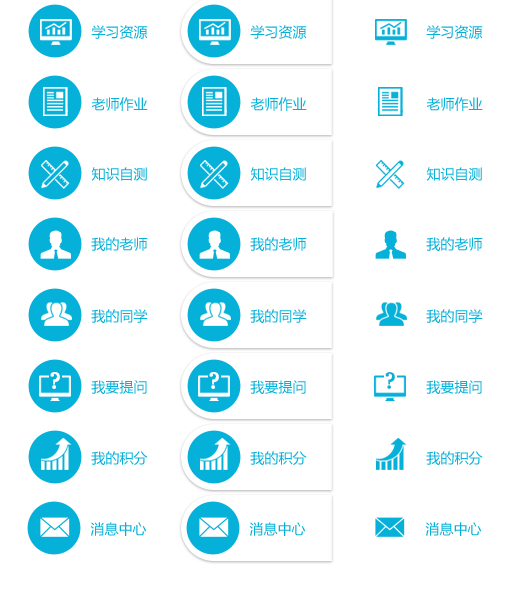 学习资源 学习资源 学习资源
老师作业 老师作业 老师作业
知识自测 知识自测 知识自测
我的老师 我的老师 我的老师
我的同学 我的同学 我的同学
我要提问 我要提问 我要提问
我的积分 我的积分 我的积分
消息中心 消息中心 消息中心